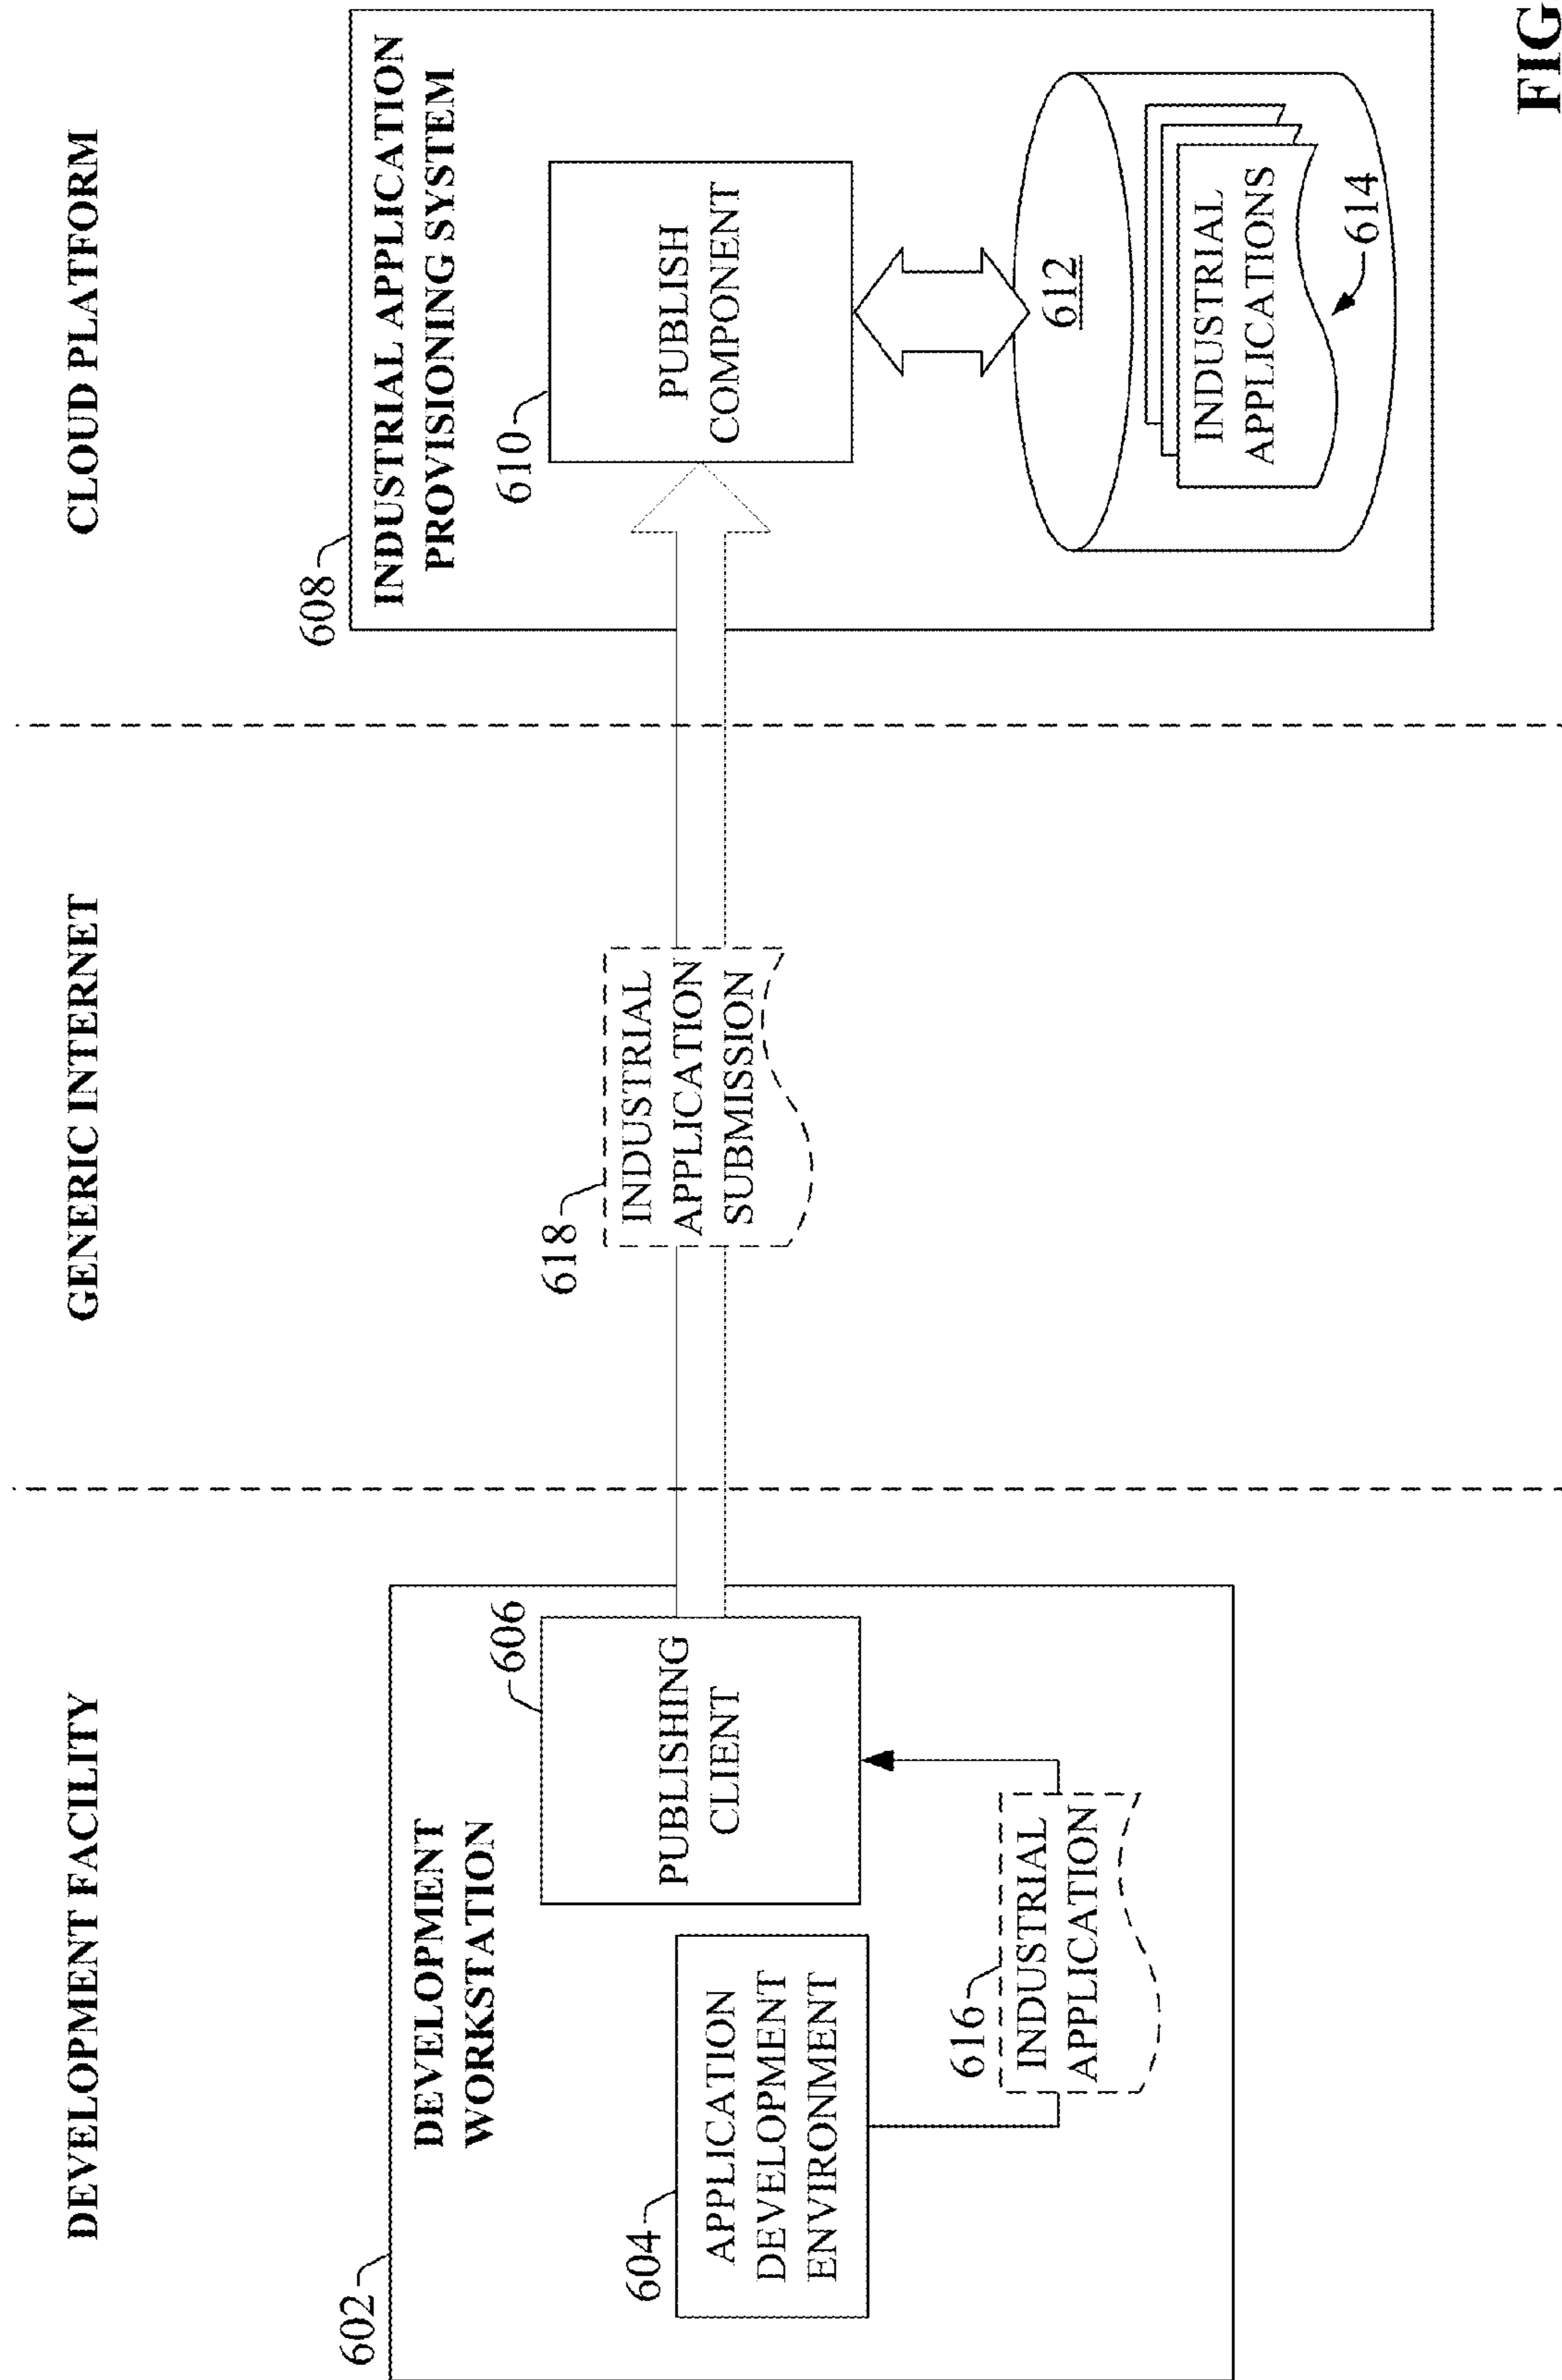 DEVELOPMENT FACILITY
GENERIC INTERNET
CLOUD PLATFORM
602
DEVELOPMENT
WORKSTATION
604
APPLICATION
DEVELOPMENT
ENVIRONMENT
606
PUBLISHING
CLIENT
616
INDUSTRIAL
APPLICATION
618
INDUSTRIAL
APPLICATION
SUBMISSION
608
INDUSTRIAL APPLICATION
PROVISIONING SYSTEM
610
PUBLISH
COMPONENT
612
INDUSTRIAL
APPLICATIONS
614
FIG